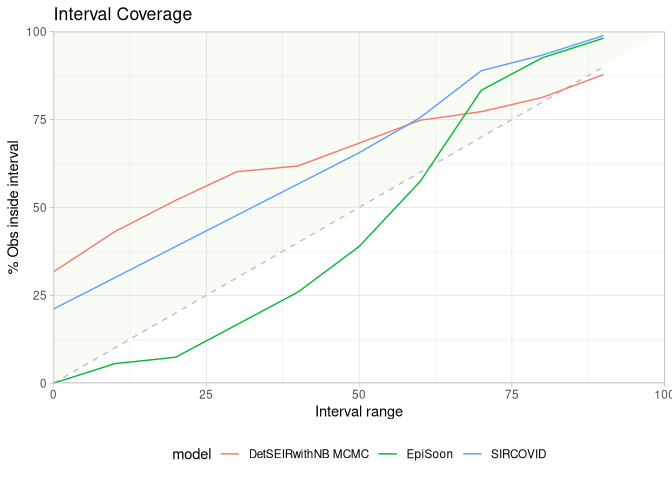 Interval Coverage
% Obs inside interval
100
75
50
25
0
0 25 50 75 100
Interval range
model DetSEIRwithNB MCMC EpiSoon SIRCOVID